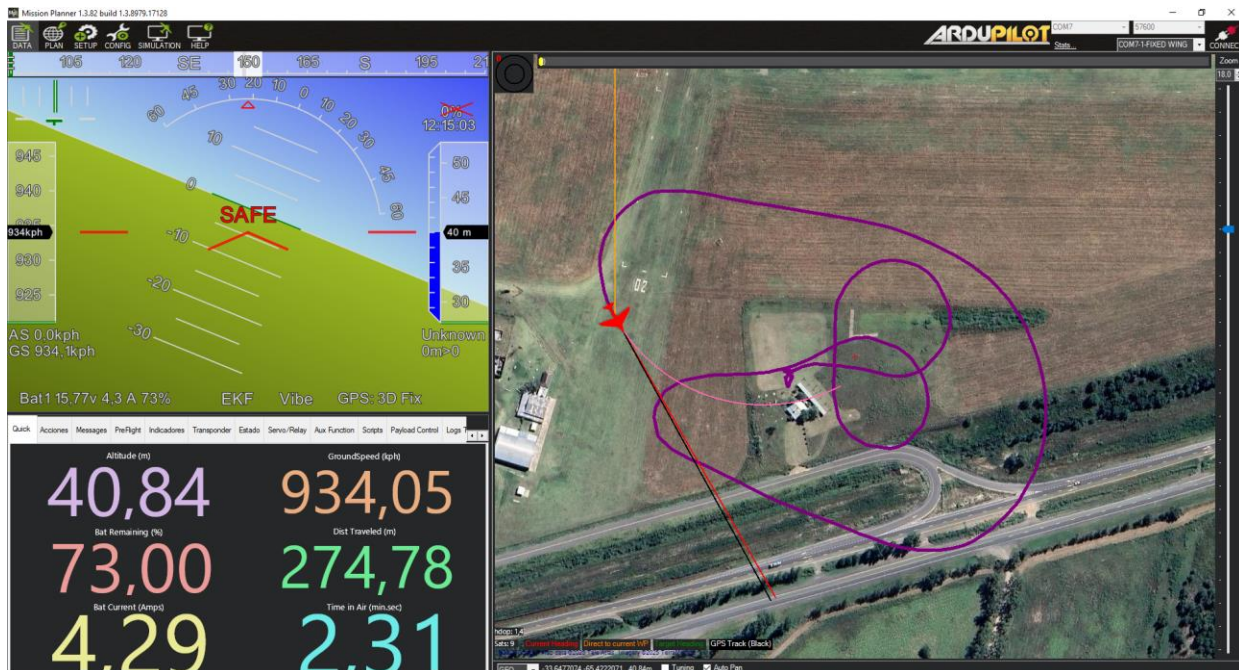 Mission Planner 1.3.82 build 1.3.8979.17128
DATA PLAN SETUP CONFIG SIMULATION HELP
ARDUPILOT
COM7 57600
Stats...
COM7-1-FIXED WING
CONNECT
105 120 SE 150 165 S 195 21
Zoom
18.0
60 45 30 20 10 0 10 20 30 45 60
0%
12:15:03
10
0
-10
-20
-30
SAFE
945
940
934kph
930
925
50
45
40 m
35
30
AS 0.0kph
GS 934,1kph
Unknown
0m>0
Bat1 15,77v 4,3 A 73% EKF Vibe GPS: 3D Fix
Quick Acciones Messages PreFlight Indicadores Transponder Estado Servo/Relay Aux Function Scripts Payload Control Logs T
Altitude (m) GroundSpeed (kph)
40,84 934,05
Bat Remaining (%) Dist Traveled (m)
73,00 274,78
Bat Current (Amps) Time in Air (min.sec)
4,29 2,31
hdop: 1,4
Sats: 9 Current Heading Direct to current WP Target Heading GPS Track (Black)
40,84m Tuning Auto Pan